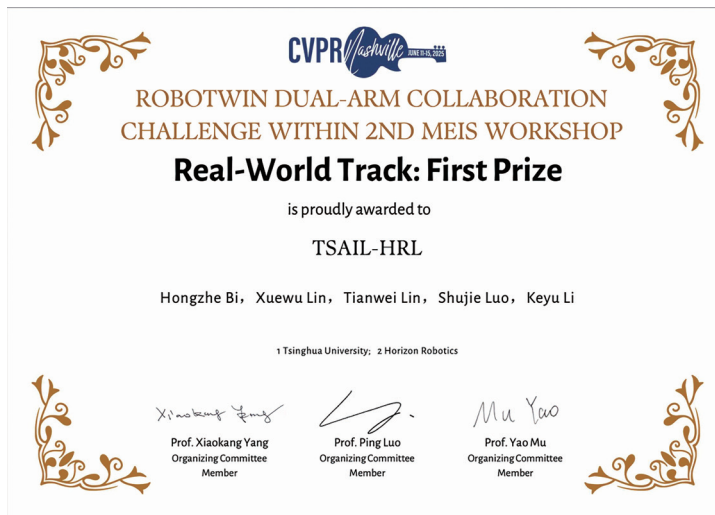 CVPR Nashville JUNE 11-15, 2025
ROBOTWIN DUAL-ARM COLLABORATION
CHALLENGE WITHIN 2ND MEIS WORKSHOP
Real-World Track: First Prize
is proudly awarded to
TSAIL-HRL
Hongzhe Bi，Xuewu Lin，Tianwei Lin，Shujie Luo，Keyu Li
1 Tsinghua University; 2 Horizon Robotics
Xiaokang Yang Mu Yao
Prof. Xiaokang Yang Prof. Ping Luo Prof. Yao Mu
Organizing Committee Organizing Committee Organizing Committee
Member Member Member